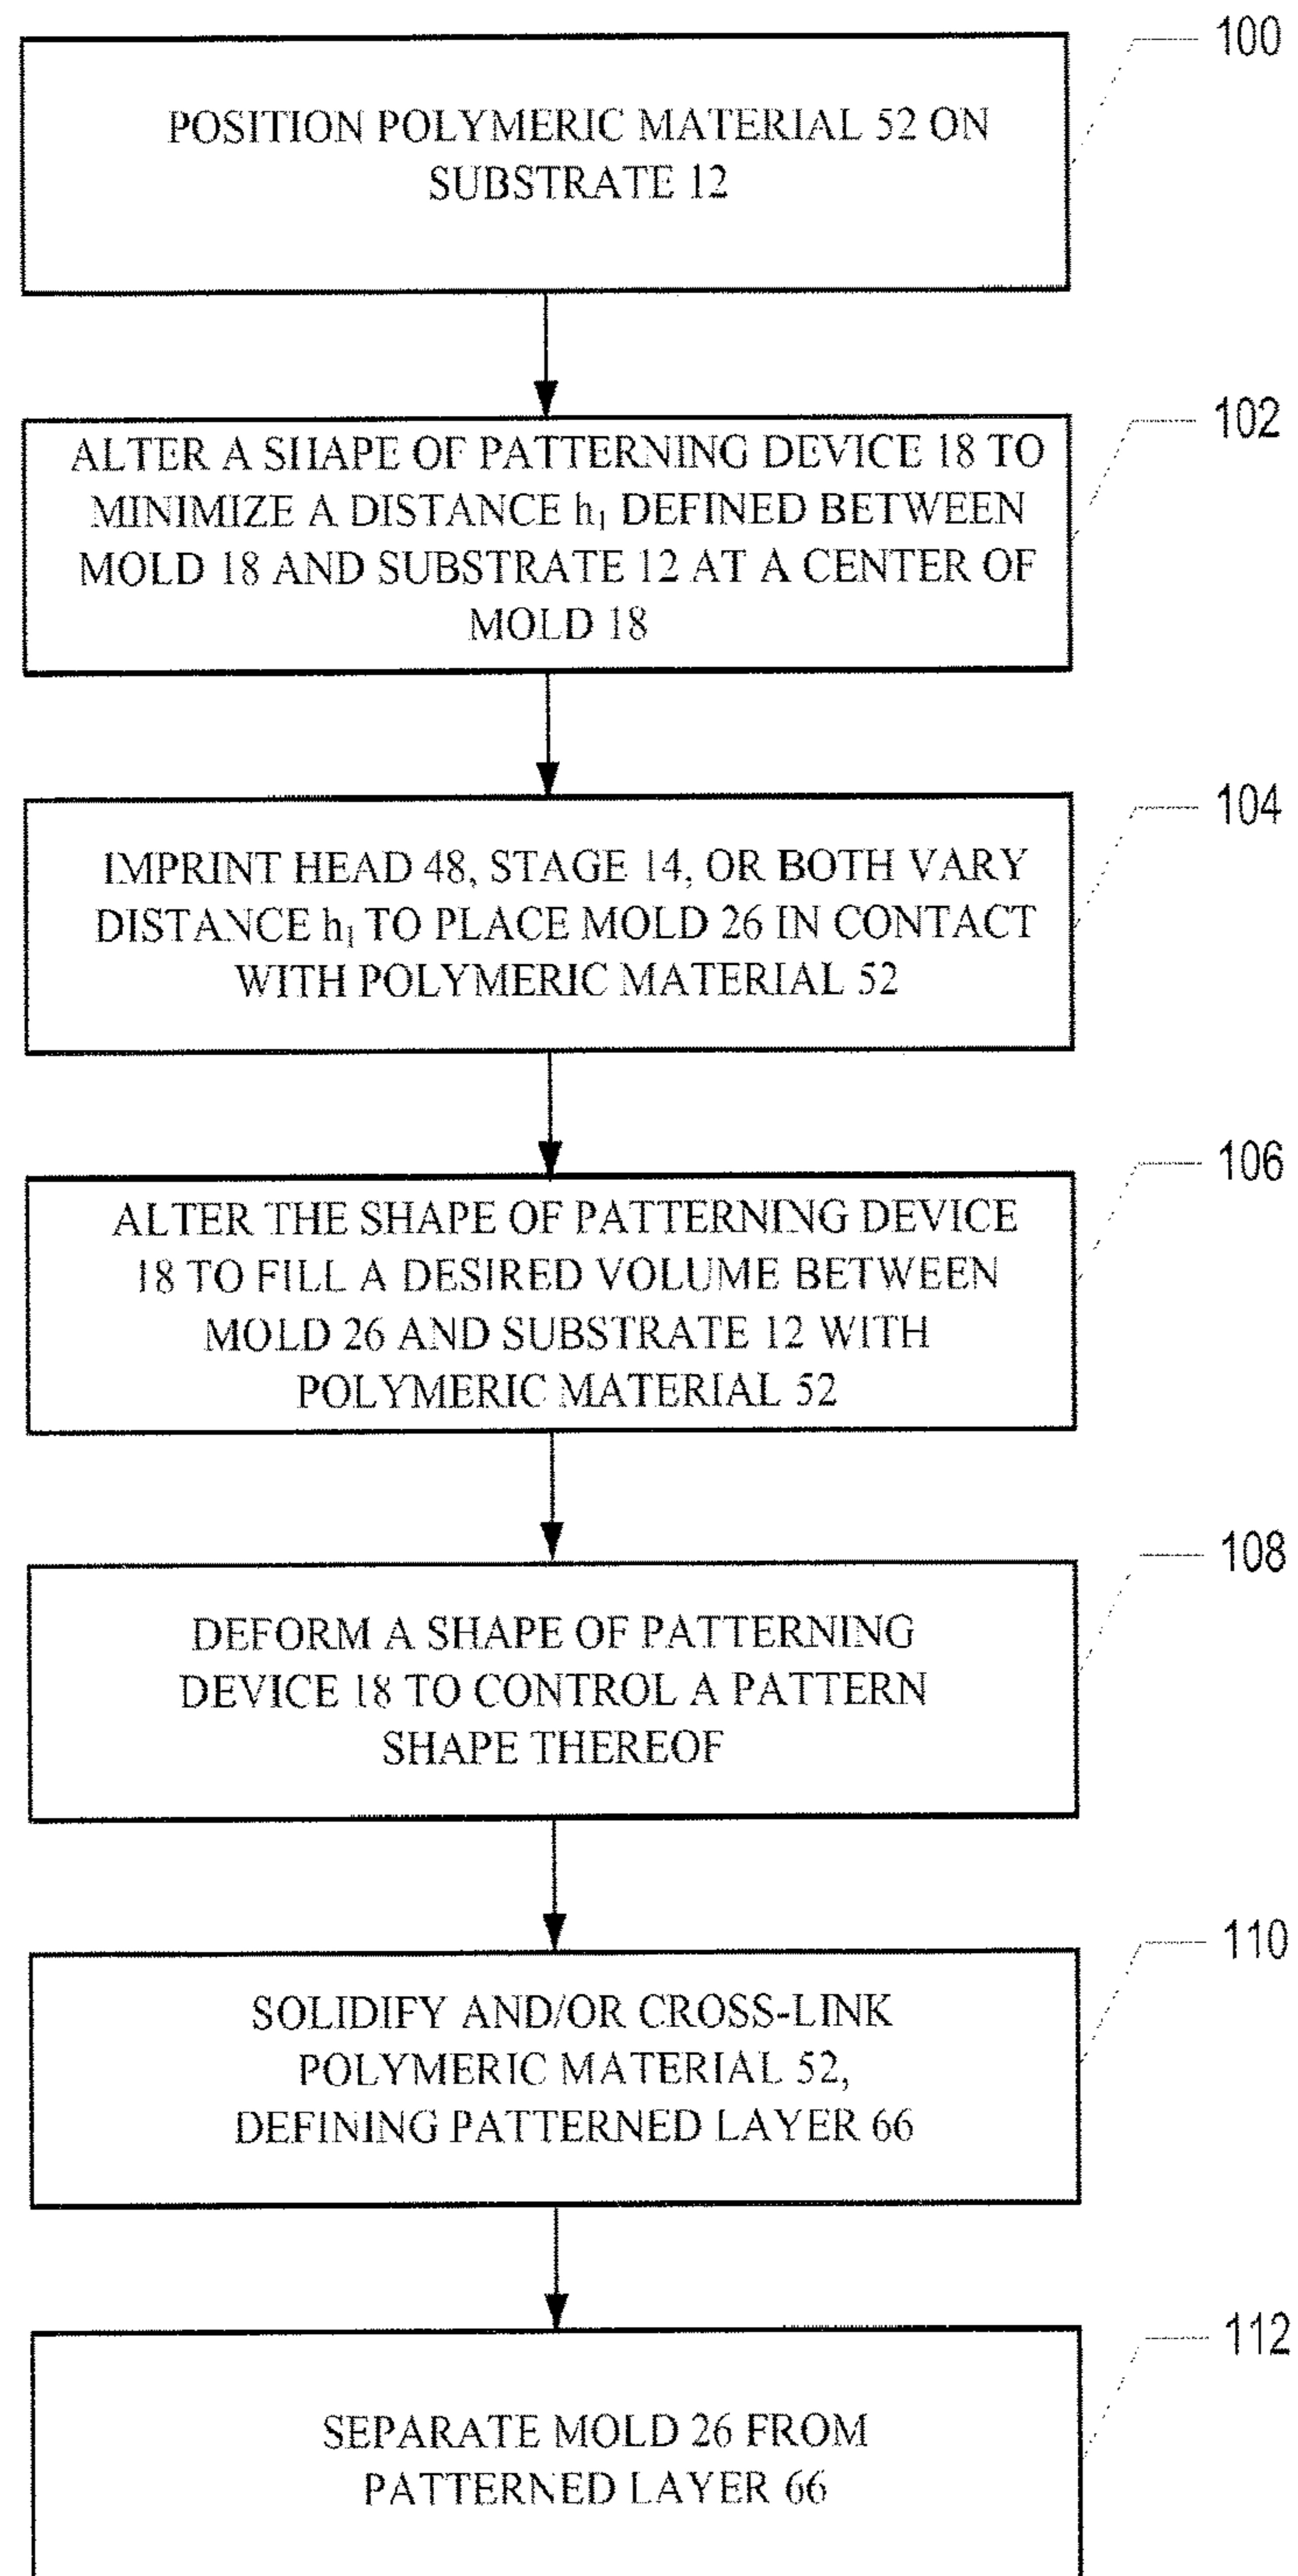 100
POSITION POLYMERIC MATERIAL 52 ON
SUBSTRATE 12
102
ALTER A SHAPE OF PATTERNING DEVICE 18 TO
MINIMIZE A DISTANCE h₁ DEFINED BETWEEN
MOLD 18 AND SUBSTRATE 12 AT A CENTER OF
MOLD 18
104
IMPRINT HEAD 48, STAGE 14, OR BOTH VARY
DISTANCE h₁ TO PLACE MOLD 26 IN CONTACT
WITH POLYMERIC MATERIAL 52
106
ALTER THE SHAPE OF PATTERNING DEVICE
18 TO FILL A DESIRED VOLUME BETWEEN
MOLD 26 AND SUBSTRATE 12 WITH
POLYMERIC MATERIAL 52
108
DEFORM A SHAPE OF PATTERNING
DEVICE 18 TO CONTROL A PATTERN
SHAPE THEREOF
110
SOLIDIFY AND/OR CROSS-LINK
POLYMERIC MATERIAL 52,
DEFINING PATTERNED LAYER 66
112
SEPARATE MOLD 26 FROM
PATTERNED LAYER 66